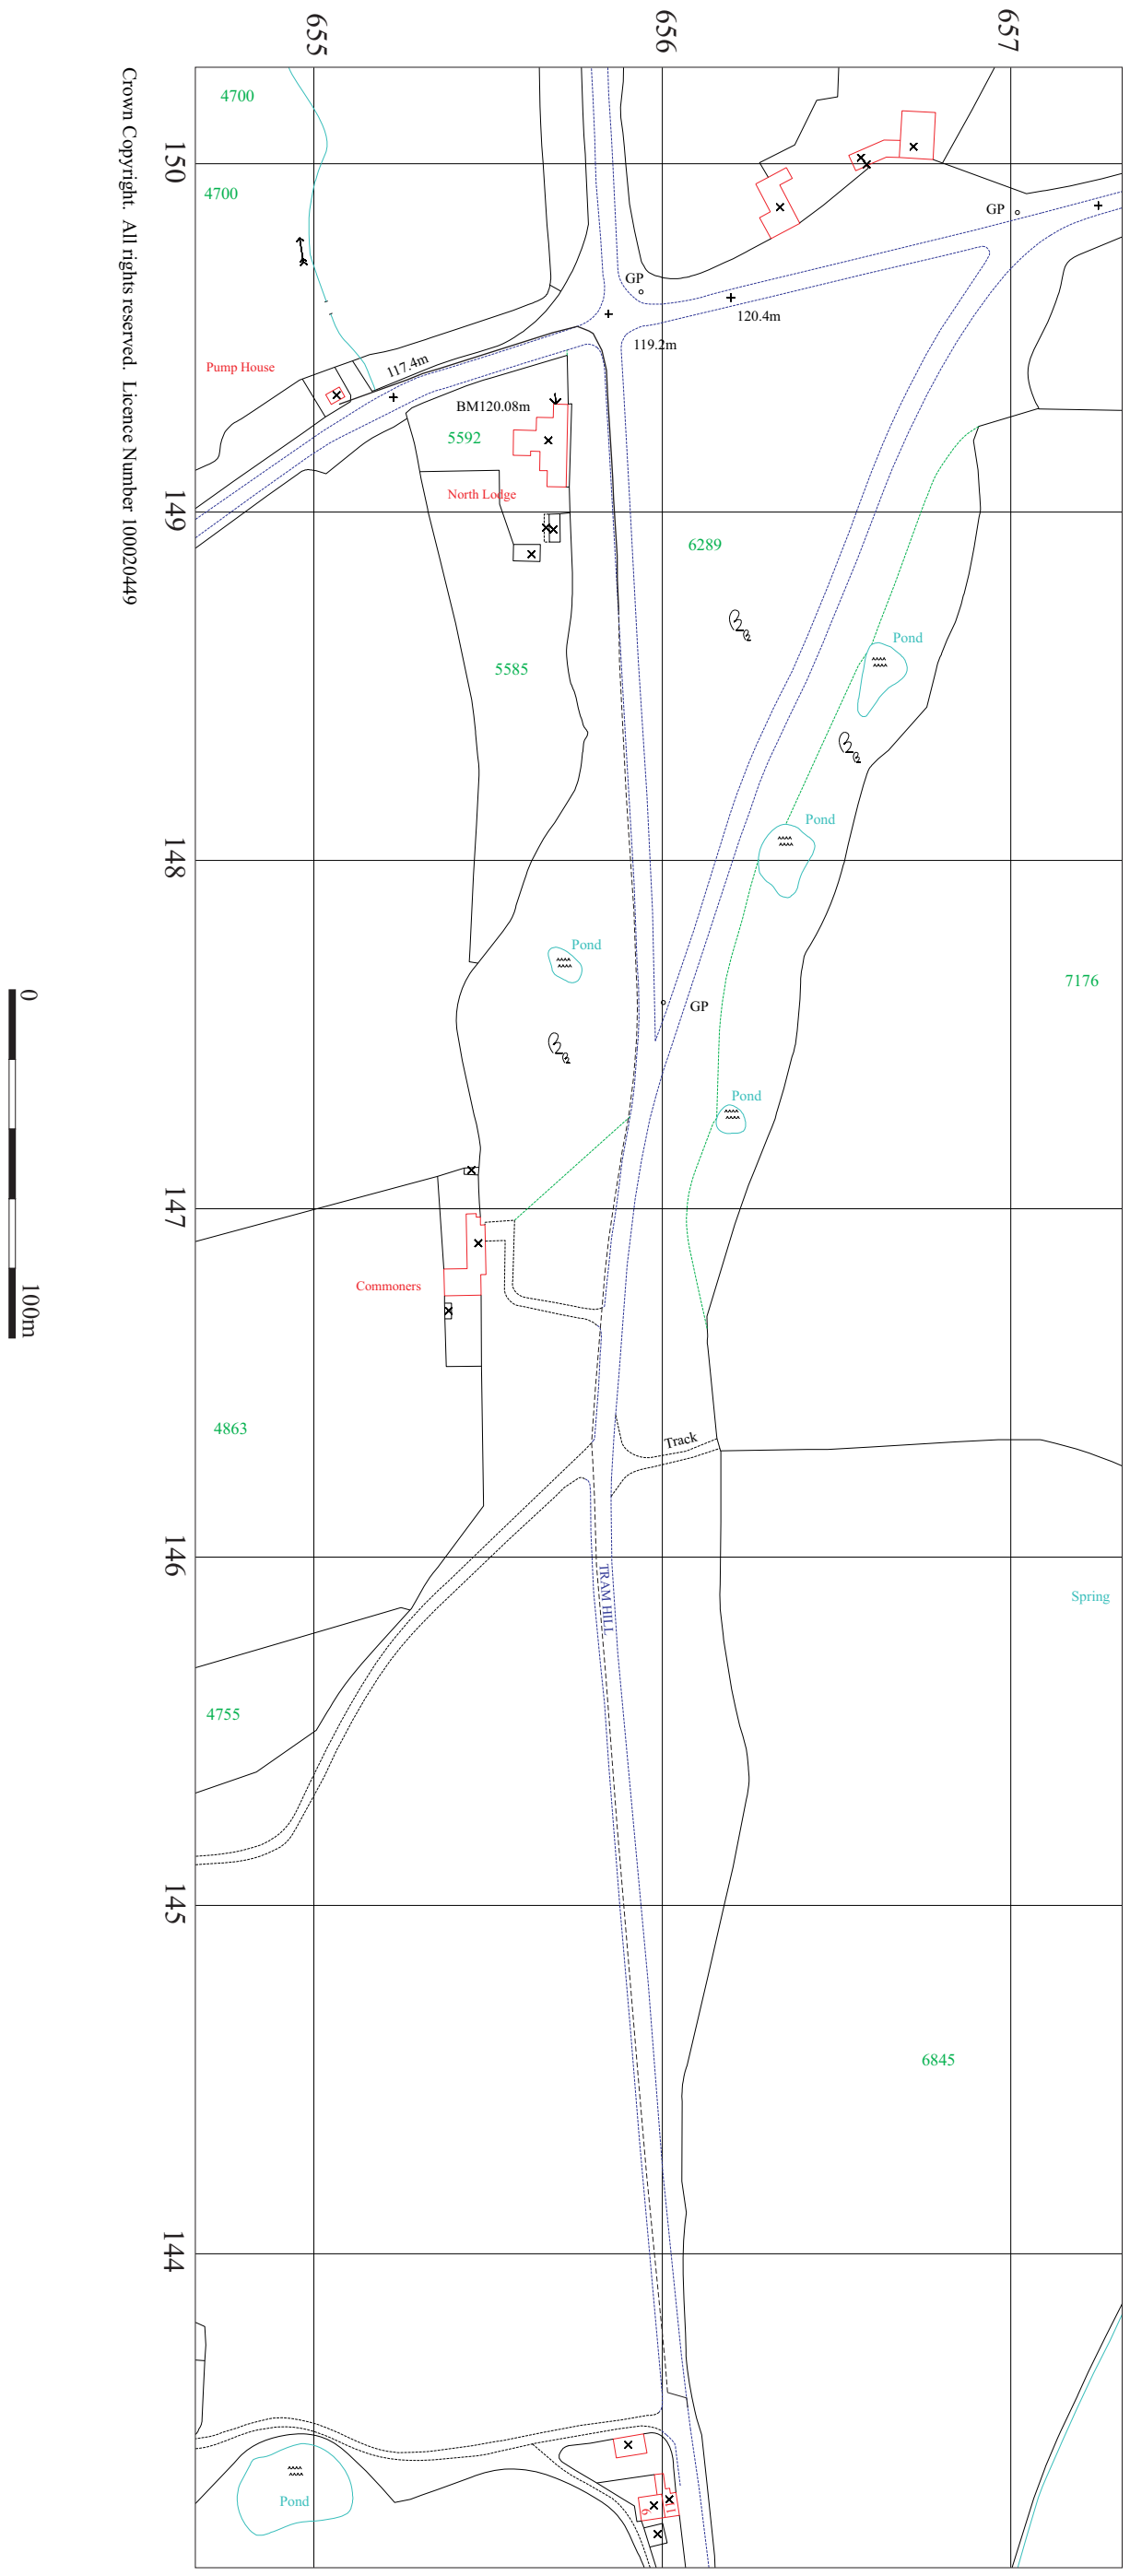 655
656
657
4700
150
4700
GP
GP
120.4m
119.2m
117.4m
Pump House
BM120.08m
5592
North Lodge
149
6289
Pond
5585
Pond
148
Pond
7176
GP
Pond
147
Commoners
4863
Track
146
TRAM HILL
Spring
4755
145
6845
144
Pond
Crown Copyright. All rights reserved. Licence Number 100020449
0
100m